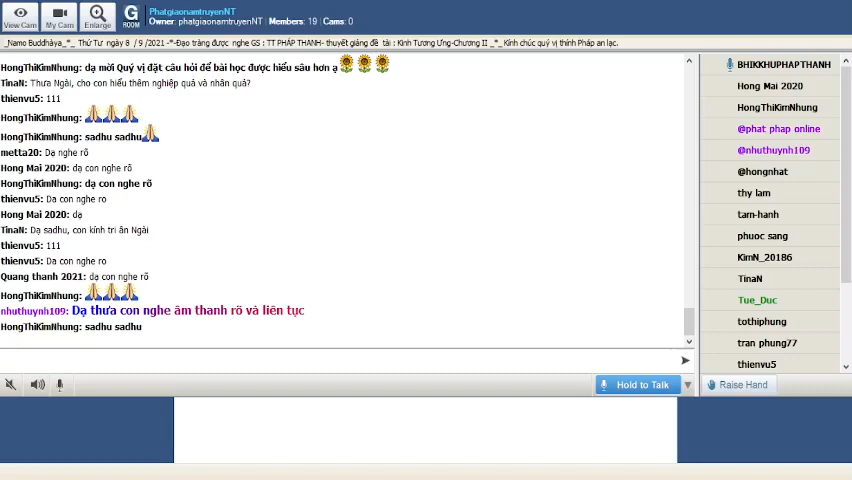 View Cam
My Cam
Enlarge
G
ROOM
PhatgiaonamtruyenNT
Owner: phatgiaonamtruyenNT | Members: 19 | Cams: 0
_Namo Buddhàya_*_ Thứ Tư ngày 8 / 9 /2021 -*-Đạo tràng được nghe GS : TT PHÁP THANH- thuyết giảng đề tài : Kinh Tương Ưng-Chương II _*_ Kính chúc quý vị thính Pháp an lạc.
HongThiKimNhung: dạ mời Quý vị đặt câu hỏi để bài học được hiểu sâu hơn ạ
TinaN: Thưa Ngài, cho con hiểu thêm nghiệp quả và nhân quả?
thienvu5: 111
HongThiKimNhung:
HongThiKimNhung: sadhu sadhu
metta20: Dạ nghe rõ
Hong Mai 2020: dạ con nghe rõ
HongThiKimNhung: dạ con nghe rõ
thienvu5: Da con nghe ro
Hong Mai 2020: dạ
TinaN: Dạ sadhu, con kính tri ân Ngài
thienvu5: 111
thienvu5: Da con nghe ro
Quang thanh 2021: dạ con nghe rõ
HongThiKimNhung:
nhuthuynh109: Dạ thưa con nghe âm thanh rõ và liên tục
HongThiKimNhung: sadhu sadhu
BHIKKHUPHAPTHANH
Hong Mai 2020
HongThiKimNhung
@phat phap online
@nhuthuynh109
@hongnhat
thy lam
tam-hanh
phuoc sang
KimN_20186
TinaN
Tue_Duc
tothiphung
tran phung77
thienvu5
Hold to Talk
Raise Hand